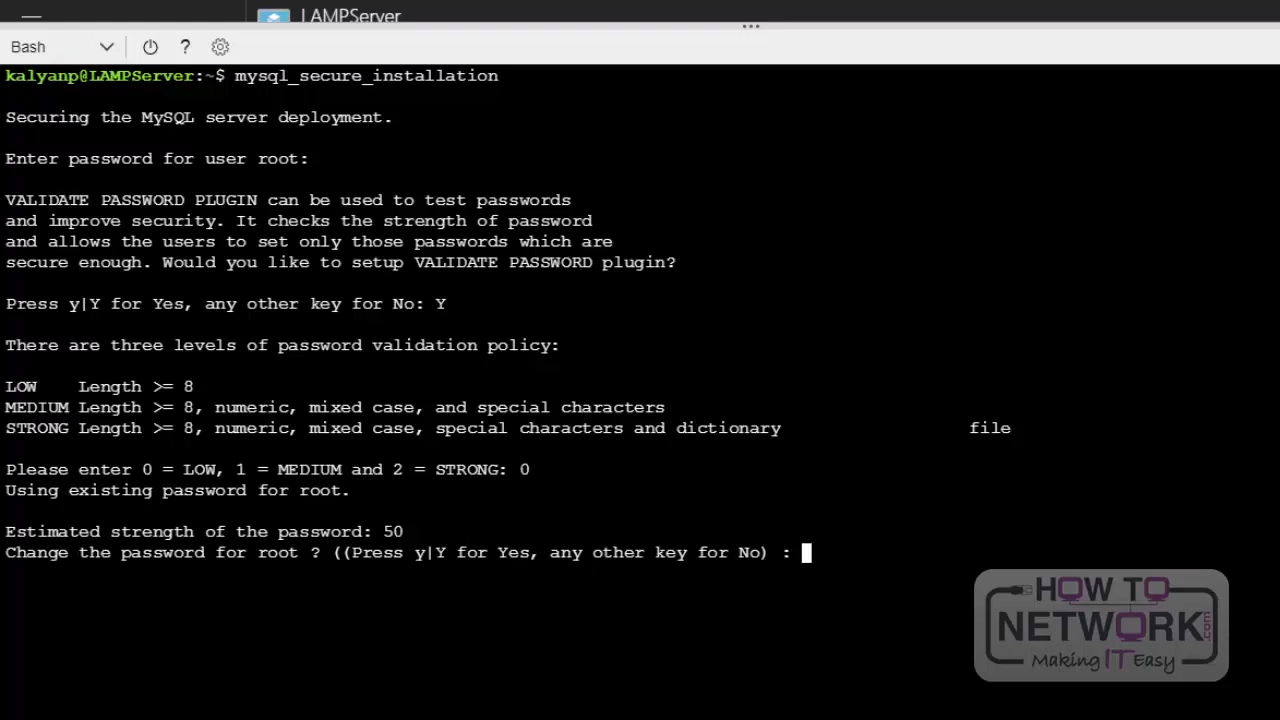 LAMPServer
Bash
?
kalyanp@LAMPServer:~$ mysql_secure_installation
Securing the MySQL server deployment.
Enter password for user root:
VALIDATE PASSWORD PLUGIN can be used to test passwords
and improve security. It checks the strength of password
and allows the users to set only those passwords which are
secure enough. Would you like to setup VALIDATE PASSWORD plugin?
Press y|Y for Yes, any other key for No: Y
There are three levels of password validation policy:
LOW    Length >= 8
MEDIUM Length >= 8, numeric, mixed case, and special characters
STRONG Length >= 8, numeric, mixed case, special characters and dictionary                  file
Please enter 0 = LOW, 1 = MEDIUM and 2 = STRONG: 0
Using existing password for root.
Estimated strength of the password: 50
Change the password for root ? ((Press y|Y for Yes, any other key for No) :
HOW TO
NETWORK.com
Making IT Easy